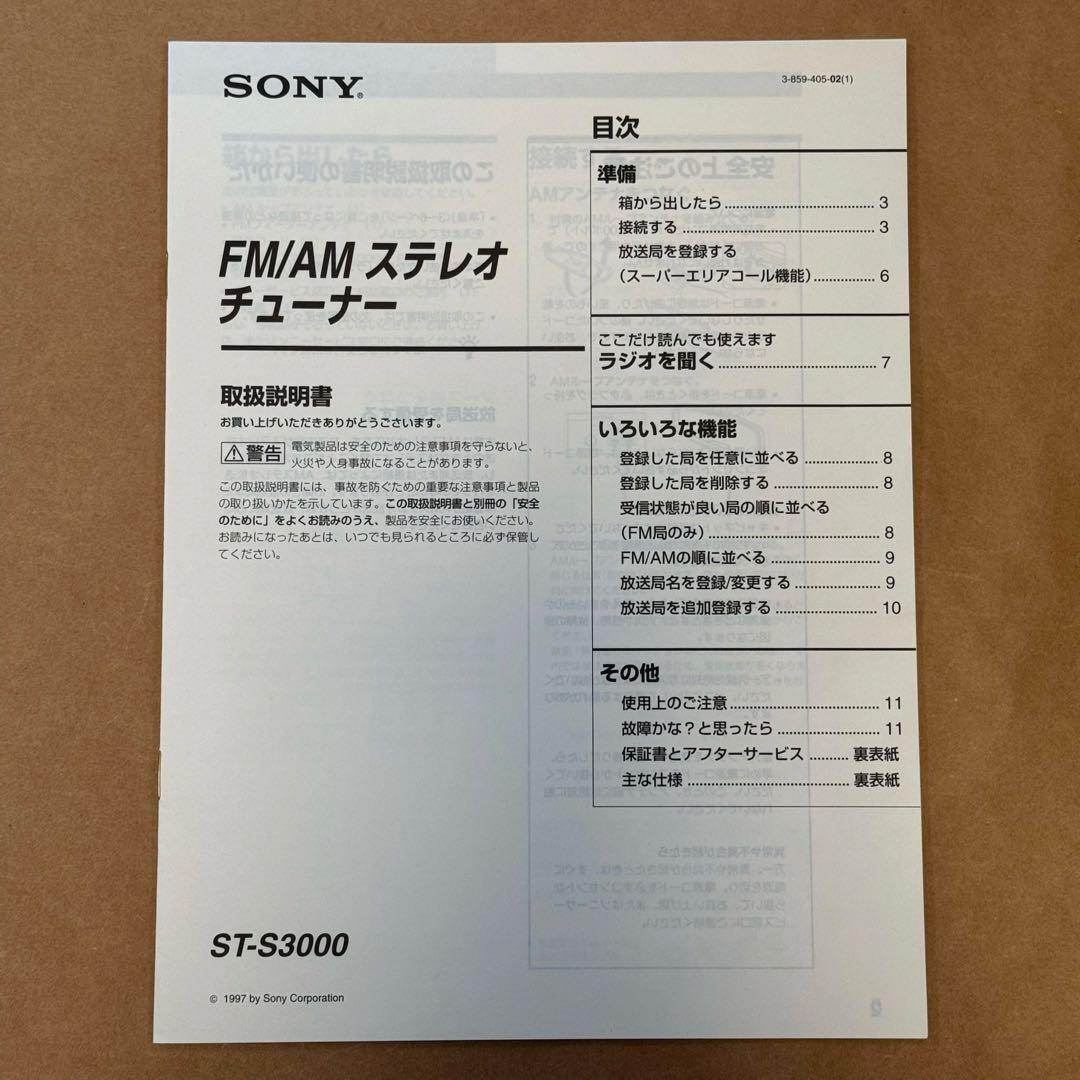 SONY®
3-859-405-02(1)
FM/AM ステレオ
チューナー
取扱説明書
お買い上げいただきありがとうございます。
警告
電気製品は安全のための注意事項を守らないと、
火災や人身事故になることがあります。
この取扱説明書には、事故を防ぐための重要な注意事項と製品
の取り扱いかたを示しています。この取扱説明書と別冊の「安全
のために」をよくお読みのうえ、製品を安全にお使いください。
お読みになったあとは、いつでも見られるところに必ず保管し
てください。
ST-S3000
© 1997 by Sony Corporation
目次
準備
箱から出したら 3
接続する 3
放送局を登録する
（スーパーエリアコール機能） 6
ここだけ読んでも使えます
ラジオを聞く 7
いろいろな機能
登録した局を任意に並べる 8
登録した局を削除する 8
受信状態が良い局の順に並べる
（FM局のみ） 8
FM/AMの順に並べる 9
放送局名を登録/変更する 9
放送局を追加登録する 10
その他
使用上のご注意 11
故障かな？と思ったら 11
保証書とアフターサービス 裏表紙
主な仕様 裏表紙